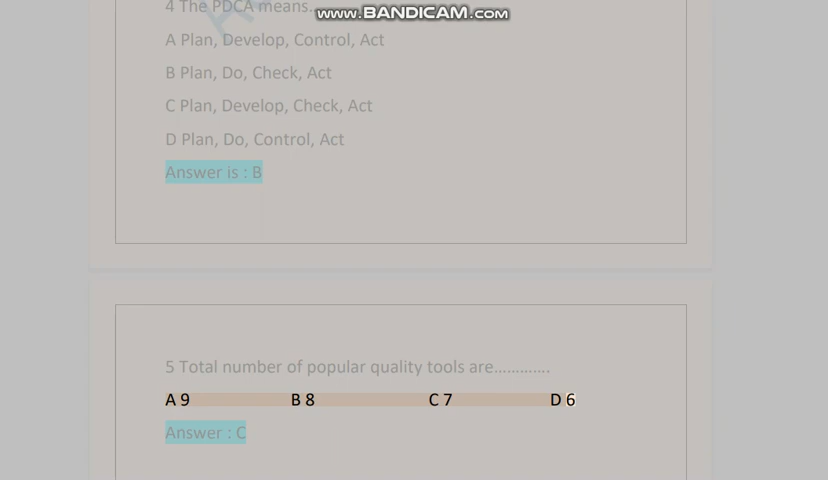 www.BANDICAM.com
4 The PDCA means...
A Plan, Develop, Control, Act
B Plan, Do, Check, Act
C Plan, Develop, Check, Act
D Plan, Do, Control, Act
Answer is : B
5 Total number of popular quality tools are.............
A 9 B 8 C 7 D 6
Answer : C